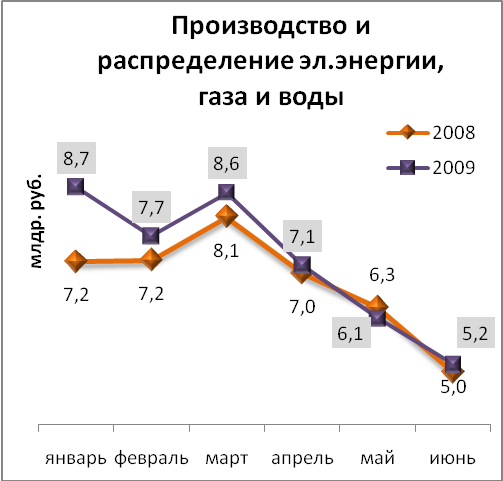 Производство и
распределение эл.энергии,
газа и воды
2008
2009
млдр. руб.
8,7
7,7
8,6
7,1
6,1
5,2
7,2
7,2
8,1
7,0
6,3
5,0
январь февраль март апрель май июнь